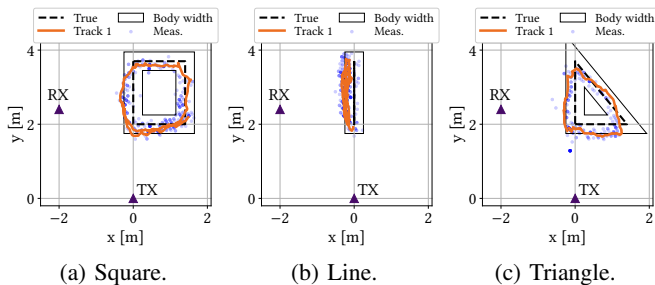 True
Body width
Track 1
Meas.
True
Body width
Track 1
Meas.
True
Body width
Track 1
Meas.
4
2
0
y [m]
RX
TX
−2
0
2
x [m]
4
2
0
y [m]
RX
TX
−2
0
2
x [m]
4
2
0
y [m]
RX
TX
−2
0
2
x [m]
(a) Square.
(b) Line.
(c) Triangle.